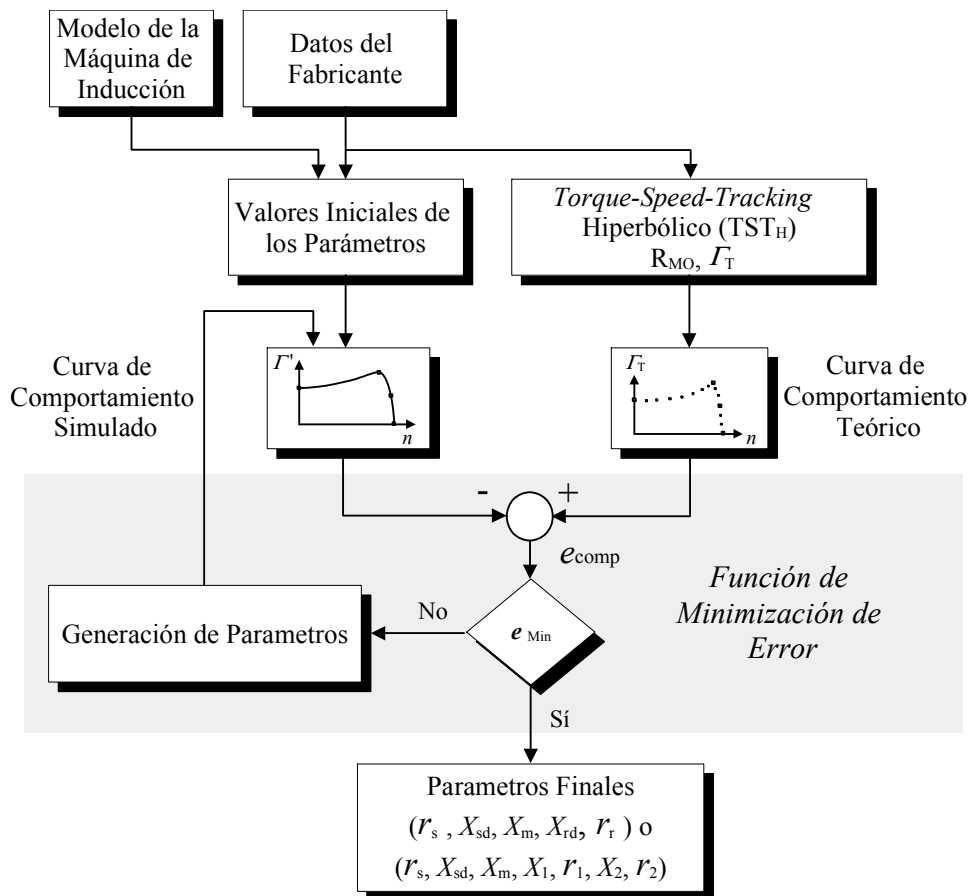 Modelo de la
Máquina de
Inducción
Datos del
Fabricante
Valores Iniciales de
los Parámetros
Torque-Speed-Tracking
Hiperbólico (TSTH)
RMO, ΓT
Curva de
Comportamiento
Simulado
Γ'
n
ΓT
n
Curva de
Comportamiento
Teórico
- +
ecomp
Función de
Minimización de
Error
Generación de Parametros
No
e Min
Sí
Parametros Finales
(rs , Xsd, Xm, Xrd, rr ) o
(rs, Xsd, Xm, X1, r1, X2, r2)